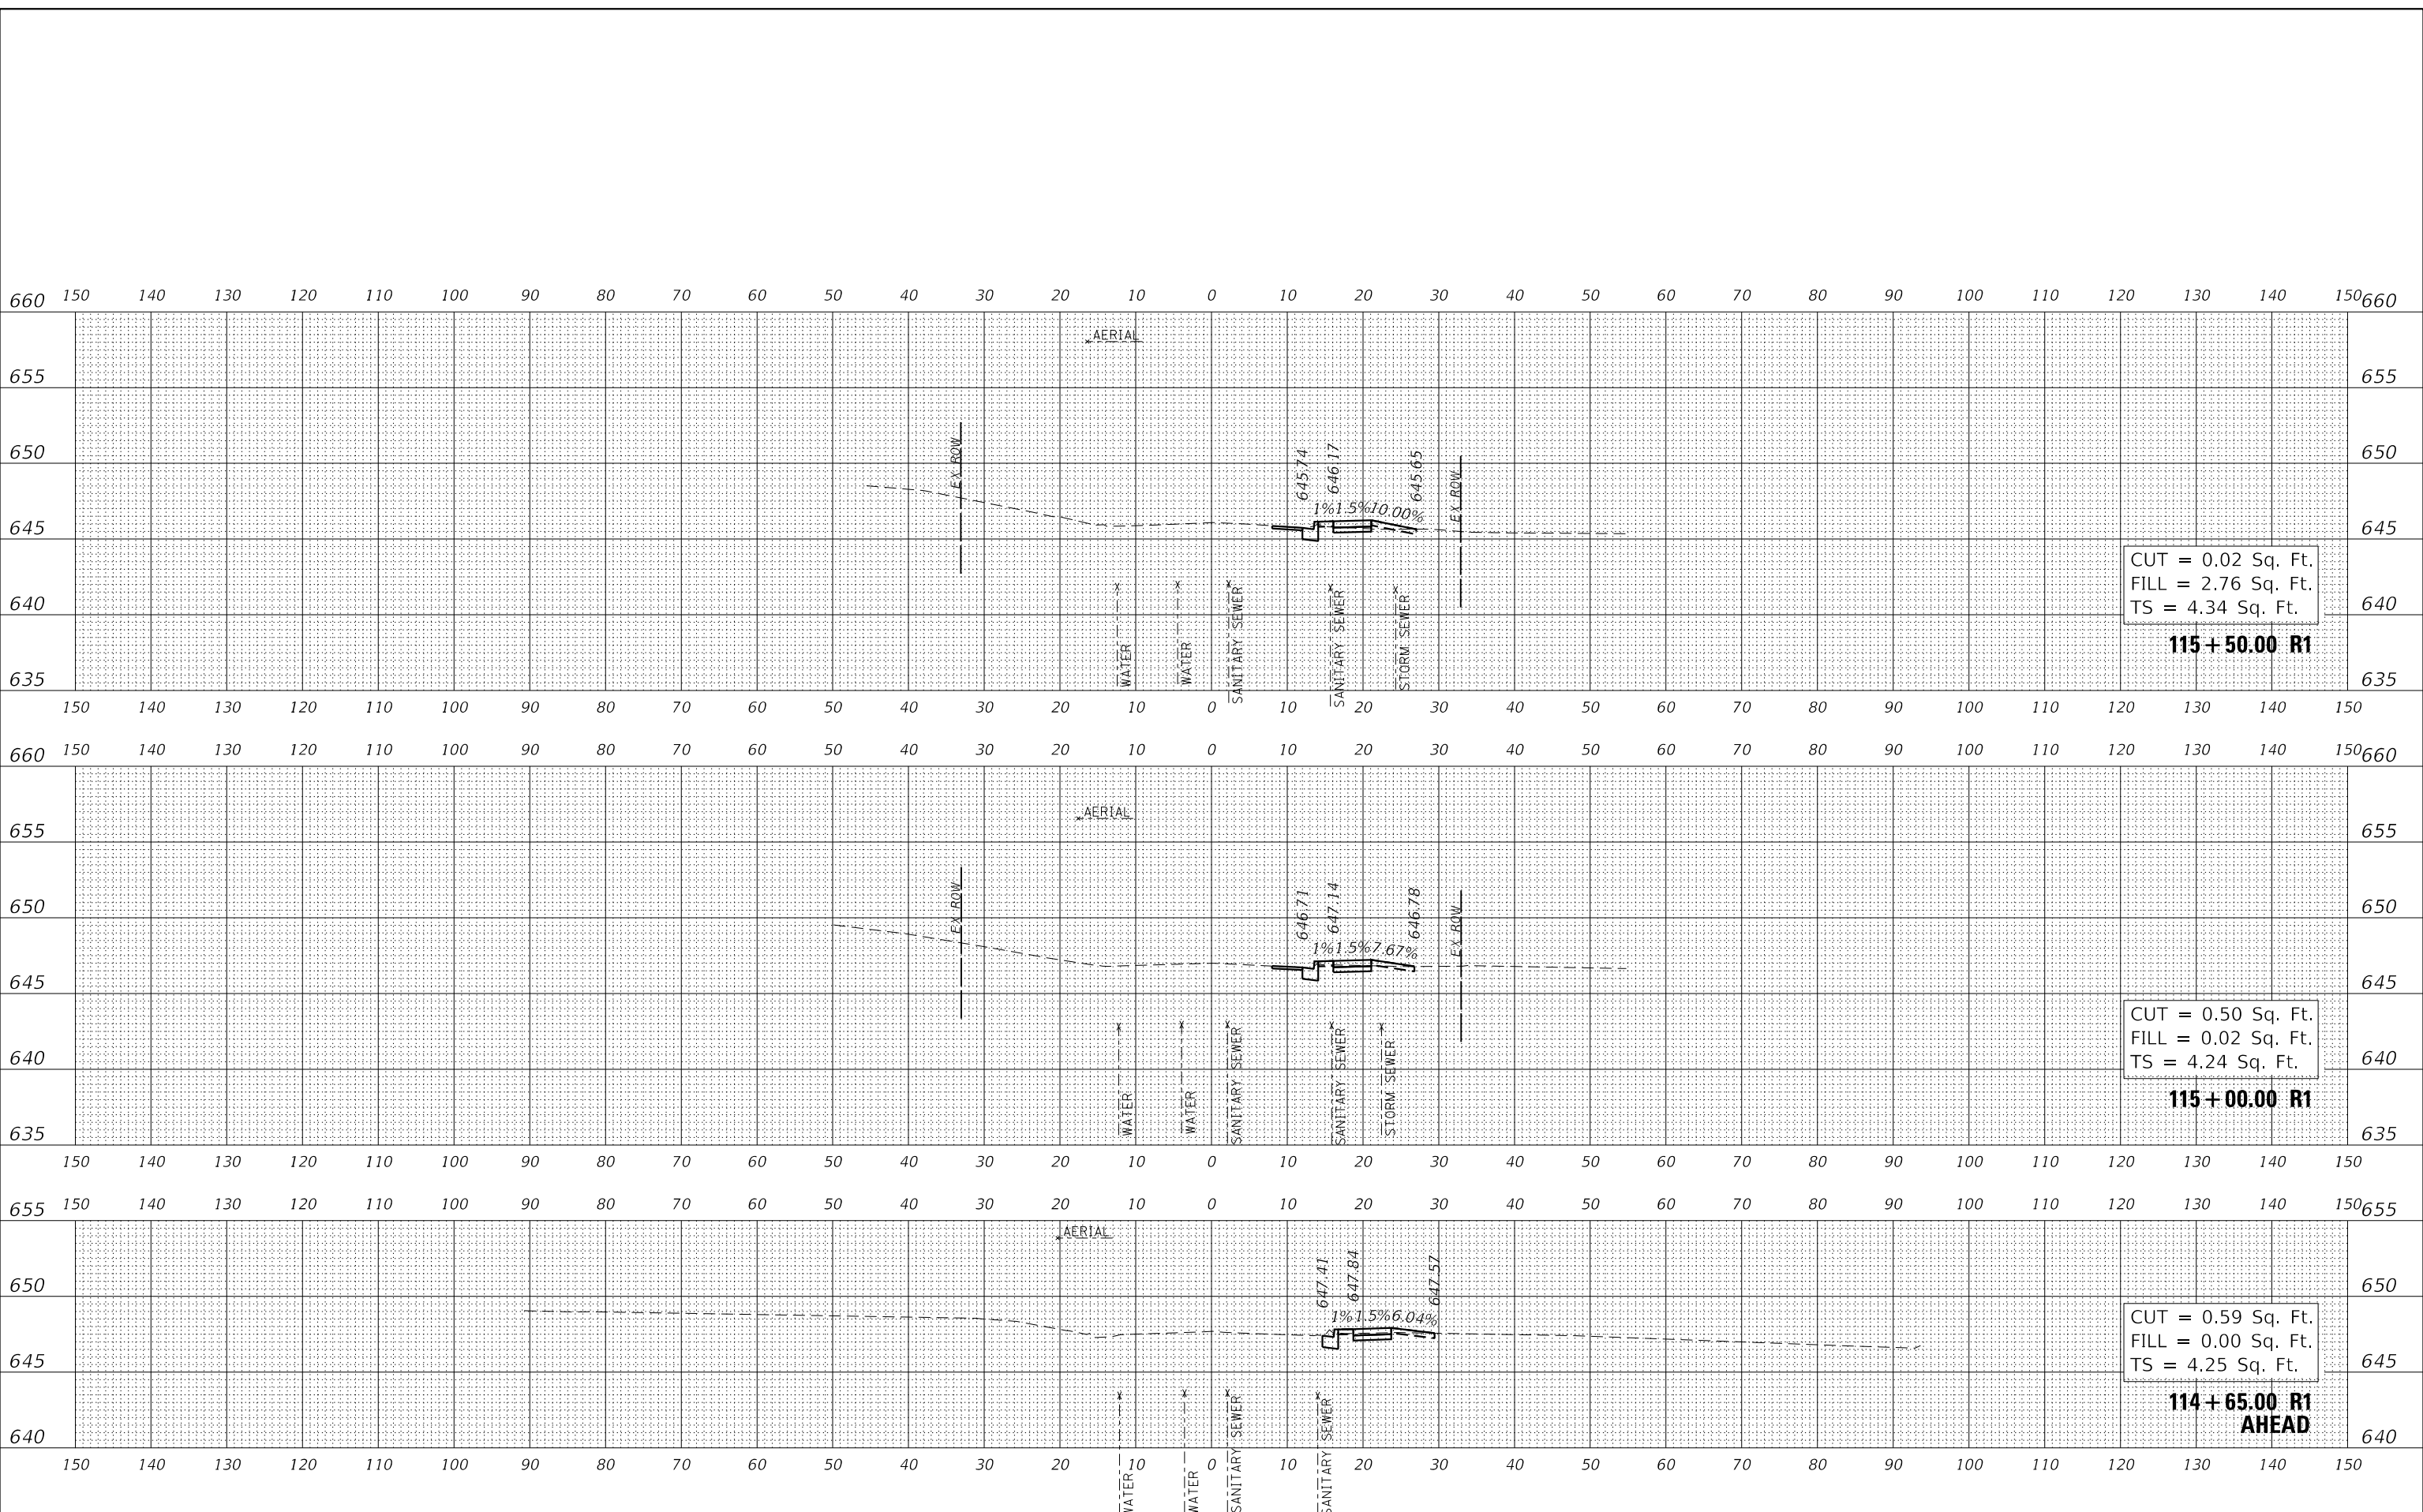 150 140 130 120 110 100 90 80 70 60 50 40 30 20 10 0 10 20 30 40 50 60 70 80 90 100 110 120 130 140 150
660 660
AERIAL
655 655
EX ROW
645.74
646.17
645.65
EX ROW
650 650
1% 1.5% 10.00%
645 645
CUT = 0.02 Sq. Ft.
FILL = 2.76 Sq. Ft.
TS = 4.34 Sq. Ft.
640 640
WATER
WATER
SANITARY SEWER
SANITARY SEWER
STORM SEWER
115+50.00 R1
635 635
150 140 130 120 110 100 90 80 70 60 50 40 30 20 10 0 10 20 30 40 50 60 70 80 90 100 110 120 130 140 150
150 140 130 120 110 100 90 80 70 60 50 40 30 20 10 0 10 20 30 40 50 60 70 80 90 100 110 120 130 140 150
660 660
AERIAL
655 655
EX ROW
646.71
647.14
646.78
EX ROW
650 650
1% 1.5% 7.67%
645 645
CUT = 0.50 Sq. Ft.
FILL = 0.02 Sq. Ft.
TS = 4.24 Sq. Ft.
640 640
WATER
WATER
SANITARY SEWER
SANITARY SEWER
STORM SEWER
115+00.00 R1
635 635
150 140 130 120 110 100 90 80 70 60 50 40 30 20 10 0 10 20 30 40 50 60 70 80 90 100 110 120 130 140 150
150 140 130 120 110 100 90 80 70 60 50 40 30 20 10 0 10 20 30 40 50 60 70 80 90 100 110 120 130 140 150
655 655
AERIAL
647.41
647.84
647.57
650 650
1% 1.5% 6.04%
645 645
CUT = 0.59 Sq. Ft.
FILL = 0.00 Sq. Ft.
TS = 4.25 Sq. Ft.
114+65.00 R1
AHEAD
640 640
150 140 130 120 110 100 90 80 70 60 50 40 30 20 10 0 10 20 30 40 50 60 70 80 90 100 110 120 130 140 150
WATER
WATER
SANITARY SEWER
SANITARY SEWER